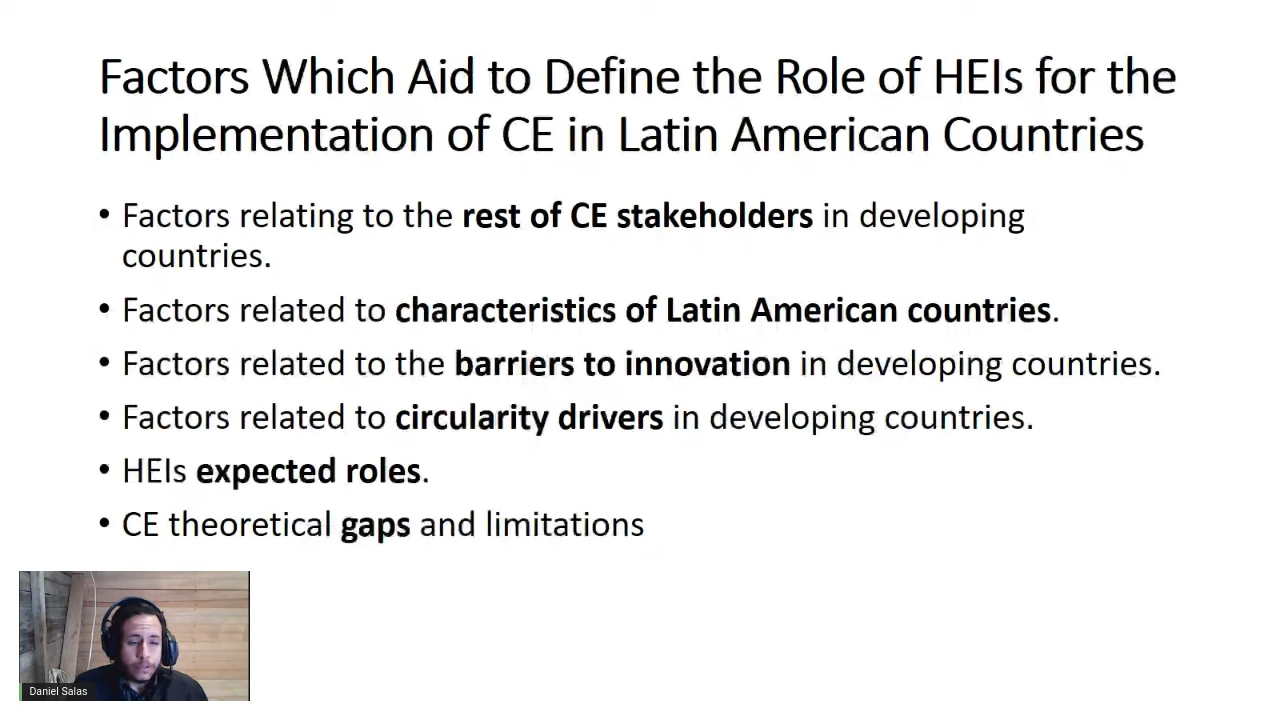 Factors Which Aid to Define the Role of HEIs for the
Implementation of CE in Latin American Countries
• Factors relating to the rest of CE stakeholders in developing
countries.
• Factors related to characteristics of Latin American countries.
• Factors related to the barriers to innovation in developing countries.
• Factors related to circularity drivers in developing countries.
• HEIs expected roles.
• CE theoretical gaps and limitations
Daniel Salas